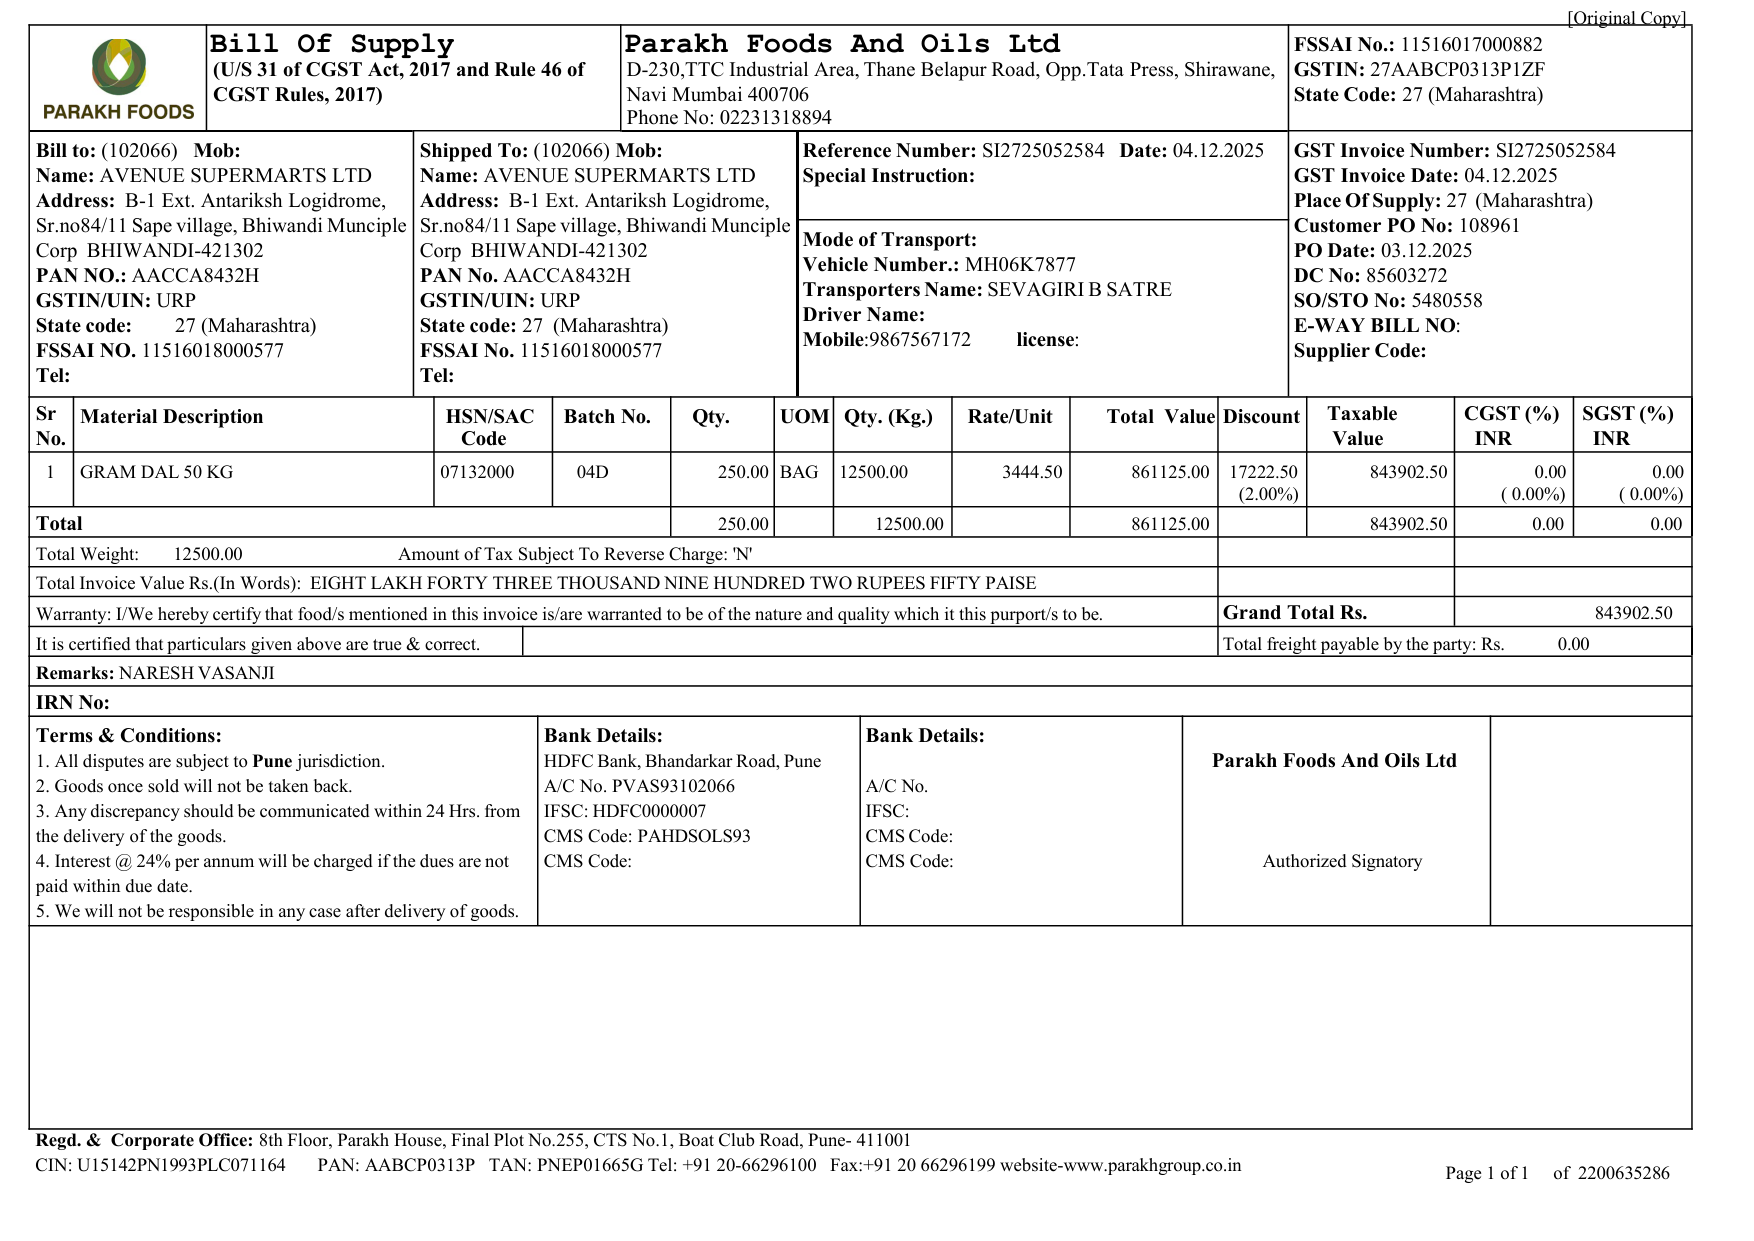 [Original Copy]
PARAKH FOODS
Bill Of Supply
(U/S 31 of CGST Act, 2017 and Rule 46 of
CGST Rules, 2017)
Parakh Foods And Oils Ltd
D-230,TTC Industrial Area, Thane Belapur Road, Opp.Tata Press, Shirawane,
Navi Mumbai 400706
Phone No: 02231318894
FSSAI No.: 11516017000882
GSTIN: 27AABCP0313P1ZF
State Code: 27 (Maharashtra)
Bill to: (102066) Mob:
Name: AVENUE SUPERMARTS LTD
Address: B-1 Ext. Antariksh Logidrome,
Sr.no84/11 Sape village, Bhiwandi Munciple
Corp BHIWANDI-421302
PAN NO.: AACCA8432H
GSTIN/UIN: URP
State code: 27 (Maharashtra)
FSSAI NO. 11516018000577
Tel:
Shipped To: (102066) Mob:
Name: AVENUE SUPERMARTS LTD
Address: B-1 Ext. Antariksh Logidrome,
Sr.no84/11 Sape village, Bhiwandi Munciple
Corp BHIWANDI-421302
PAN No. AACCA8432H
GSTIN/UIN: URP
State code: 27 (Maharashtra)
FSSAI No. 11516018000577
Tel:
Reference Number: SI2725052584 Date: 04.12.2025
Special Instruction:
Mode of Transport:
Vehicle Number.: MH06K7877
Transporters Name: SEVAGIRI B SATRE
Driver Name:
Mobile:9867567172 license:
GST Invoice Number: SI2725052584
GST Invoice Date: 04.12.2025
Place Of Supply: 27 (Maharashtra)
Customer PO No: 108961
PO Date: 03.12.2025
DC No: 85603272
SO/STO No: 5480558
E-WAY BILL NO:
Supplier Code:
Sr Material Description HSN/SAC Batch No. Qty. UOM Qty. (Kg.) Rate/Unit Total Value Discount Taxable CGST (%) SGST (%)
No. Code Value INR INR
1 GRAM DAL 50 KG 07132000 04D 250.00 BAG 12500.00 3444.50 861125.00 17222.50 843902.50 0.00 0.00
(2.00%) ( 0.00%) ( 0.00%)
Total 250.00 12500.00 861125.00 843902.50 0.00 0.00
Total Weight: 12500.00 Amount of Tax Subject To Reverse Charge: 'N'
Total Invoice Value Rs.(In Words): EIGHT LAKH FORTY THREE THOUSAND NINE HUNDRED TWO RUPEES FIFTY PAISE
Warranty: I/We hereby certify that food/s mentioned in this invoice is/are warranted to be of the nature and quality which it this purport/s to be. Grand Total Rs. 843902.50
It is certified that particulars given above are true & correct. Total freight payable by the party: Rs. 0.00
Remarks: NARESH VASANJI
IRN No:
Terms & Conditions:
1. All disputes are subject to Pune jurisdiction.
2. Goods once sold will not be taken back.
3. Any discrepancy should be communicated within 24 Hrs. from
the delivery of the goods.
4. Interest @ 24% per annum will be charged if the dues are not
paid within due date.
5. We will not be responsible in any case after delivery of goods.
Bank Details:
HDFC Bank, Bhandarkar Road, Pune
A/C No. PVAS93102066
IFSC: HDFC0000007
CMS Code: PAHDSOLS93
CMS Code:
Bank Details:
A/C No.
IFSC:
CMS Code:
CMS Code:
Parakh Foods And Oils Ltd
Authorized Signatory
Regd. & Corporate Office: 8th Floor, Parakh House, Final Plot No.255, CTS No.1, Boat Club Road, Pune- 411001
CIN: U15142PN1993PLC071164 PAN: AABCP0313P TAN: PNEP01665G Tel: +91 20-66296100 Fax:+91 20 66296199 website-www.parakhgroup.co.in
Page 1 of 1 of 2200635286